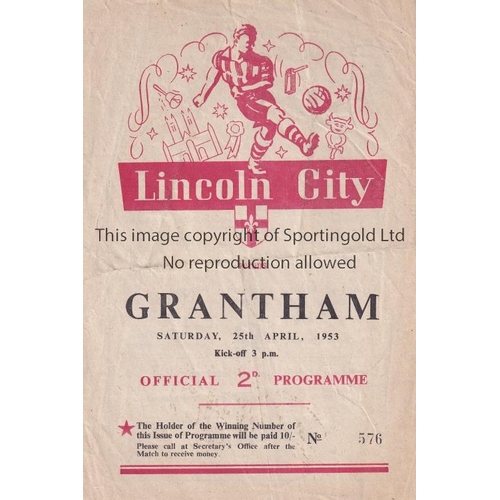 Lincoln City
This image copyright of Sportingold Ltd
No reproduction allowed
GRANTHAM
SATURDAY, 25th APRIL, 1953
Kick-off 3 p.m.
OFFICIAL 2D. PROGRAMME
★ The Holder of the Winning Number of
this Issue of Programme will be paid 10/-
Please call at Secretary's Office after the
Match to receive money.
No 576